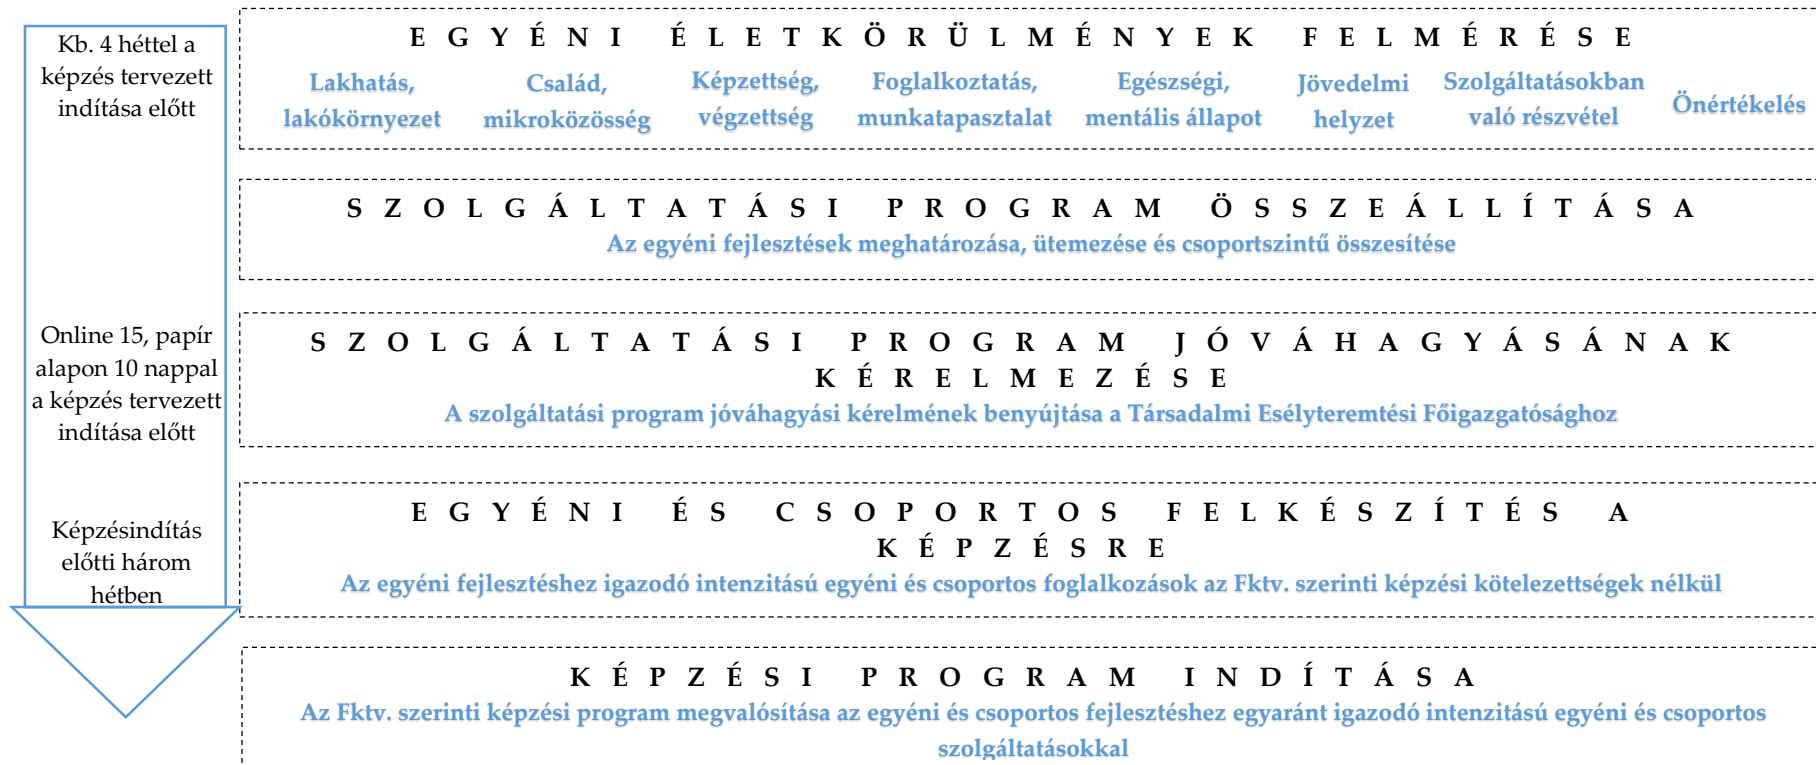 Kb. 4 héttel a
képzés tervezett
indítása előtt
E G Y É N I É L E T K Ö R Ü L M É N Y E K F E L M É R É S E
Lakhatás,
lakókörnyezet
Család,
mikroközösség
Képzettség,
végzettség
Foglalkoztatás,
munkatapasztalat
Egészségi,
mentális állapot
Jövedelmi
helyzet
Szolgáltatásokban
való részvétel
Önértékelés
S Z O L G Á L T A T Á S I P R O G R A M Ö S S Z E Á L L Í T Á S A
Az egyéni fejlesztések meghatározása, ütemezése és csoportszintű összesítése
Online 15, papír
alapon 10 nappal
a képzés tervezett
indítása előtt
S Z O L G Á L T A T Á S I P R O G R A M J Ó V Á H A G Y Á S Á N A K
K É R E L M E Z É S E
A szolgáltatási program jóváhagyási kérelmének benyújtása a Társadalmi Esélyteremtési Főigazgatósághoz
Képzésindítás
előtti három
hétben
E G Y É N I É S C S O P O R T O S F E L K É S Z Í T É S A
K É P Z É S R E
Az egyéni fejlesztéshez igazodó intenzitású egyéni és csoportos foglalkozások az Fktv. szerinti képzési kötelezettségek nélkül
K É P Z É S I P R O G R A M I N D Í T Á S A
Az Fktv. szerinti képzési program megvalósítása az egyéni és csoportos fejlesztéshez egyaránt igazodó intenzitású egyéni és csoportos
szolgáltatásokkal